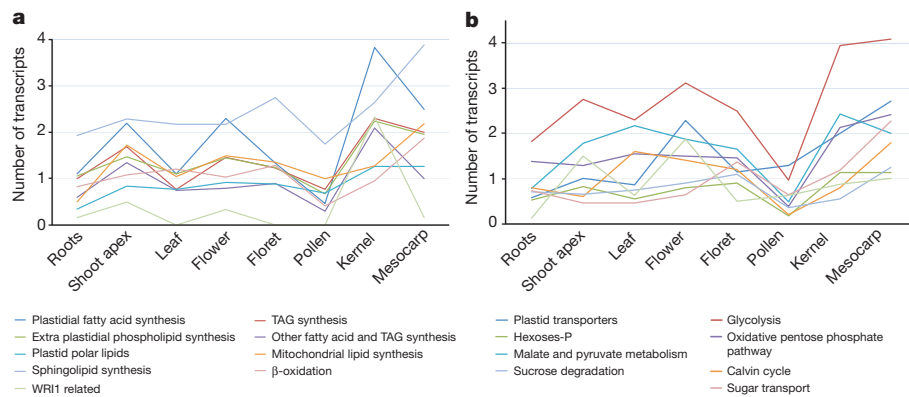 a
Number of transcripts
4
3
2
1
0
Roots
Shoot apex
Leaf
Flower
Floret
Pollen
Kernel
Mesocarp
Plastidial fatty acid synthesis
Extra plastidial phospholipid synthesis
Plastid polar lipids
Sphingolipid synthesis
WRI1 related
TAG synthesis
Other fatty acid and TAG synthesis
Mitochondrial lipid synthesis
β-oxidation
b
Number of transcripts
4
3
2
1
0
Roots
Shoot apex
Leaf
Flower
Floret
Pollen
Kernel
Mesocarp
Plastid transporters
Hexoses-P
Malate and pyruvate metabolism
Sucrose degradation
Glycolysis
Oxidative pentose phosphate
pathway
Calvin cycle
Sugar transport